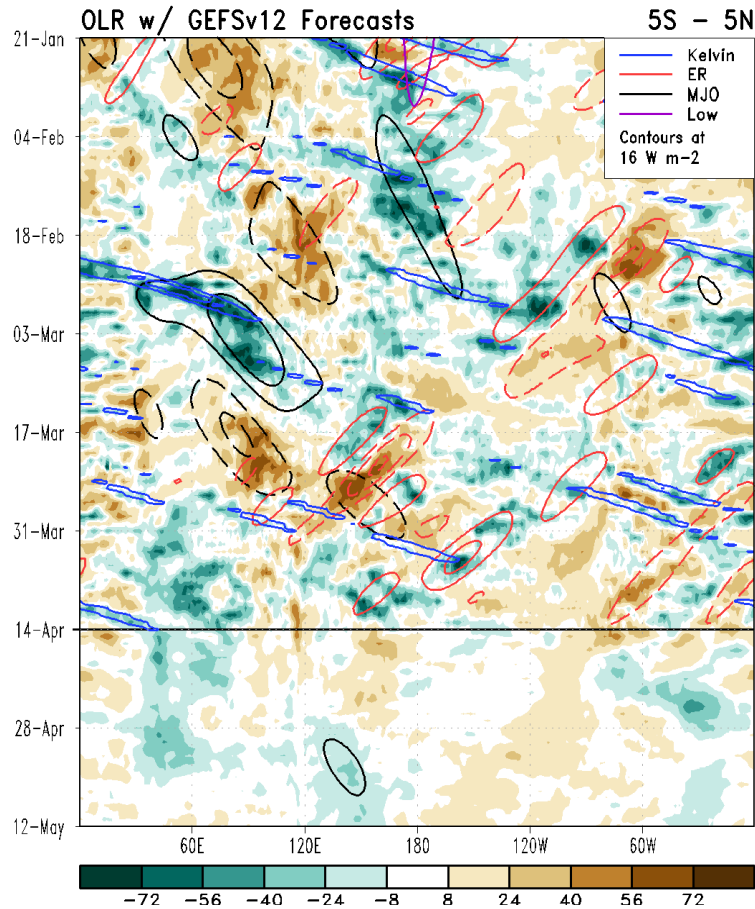 OLR w/ GEFSv12 Forecasts 5S - 5N
21-Jan
04-Feb
18-Feb
03-Mar
17-Mar
31-Mar
14-Apr
28-Apr
12-May
Kelvin
ER
MJO
Low
Contours at
16 W m-2
60E 120E 180 120W 60W
-72 -56 -40 -24 -8 8 24 40 56 72